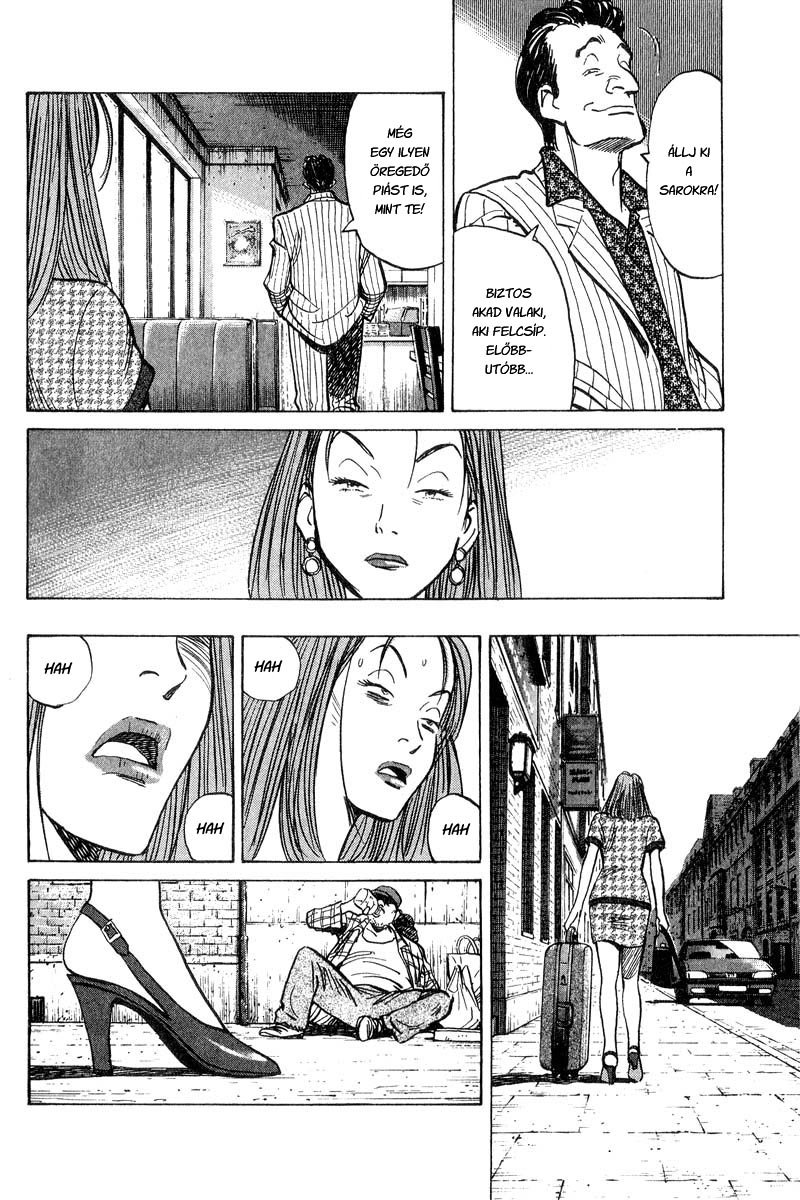 ÁLLJ KI
A
SAROKRA!
BIZTOS
AKAD VALAKI,
AKI FELCSÍP.
ELŐBB-
UTÓBB...
MÉG
EGY ILYEN
ÖREGEDŐ
PIÁST IS,
MINT TE!
HAH
HAH
HAH
HAH